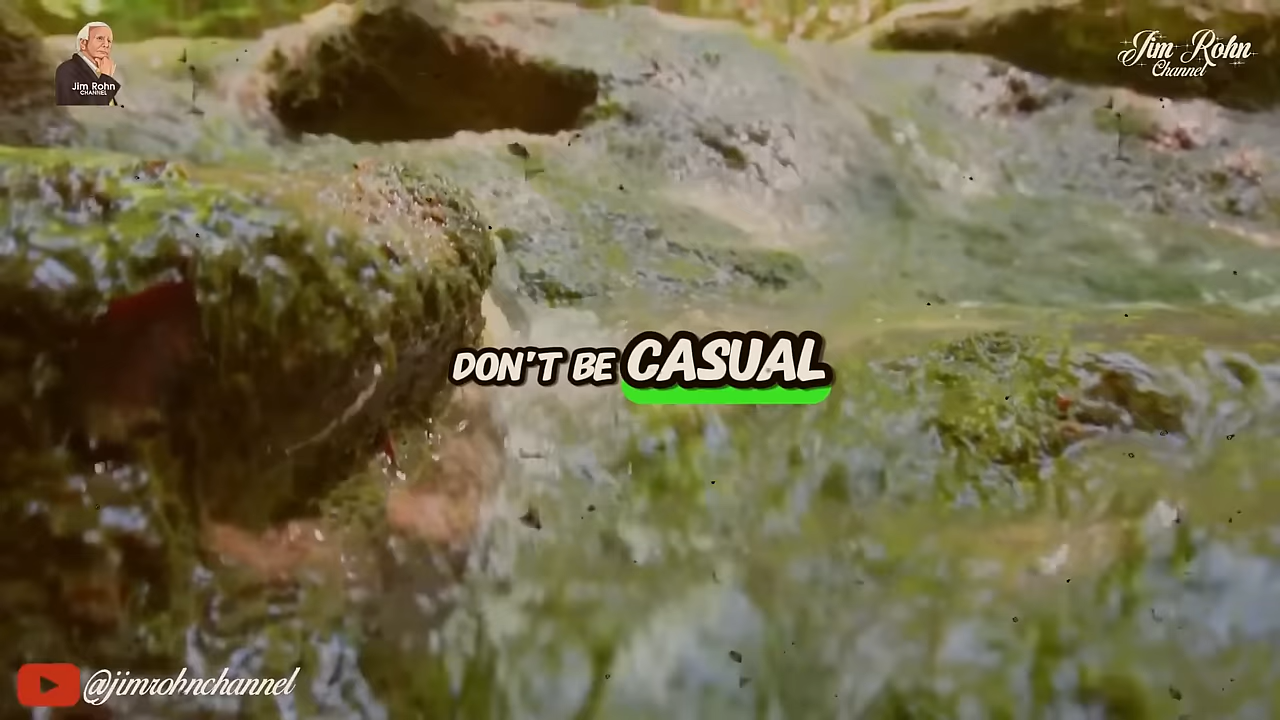 Jim Rohn
CHANNEL
Jim Rohn
Channel
DON'T BE CASUAL
@jimrohnchannel